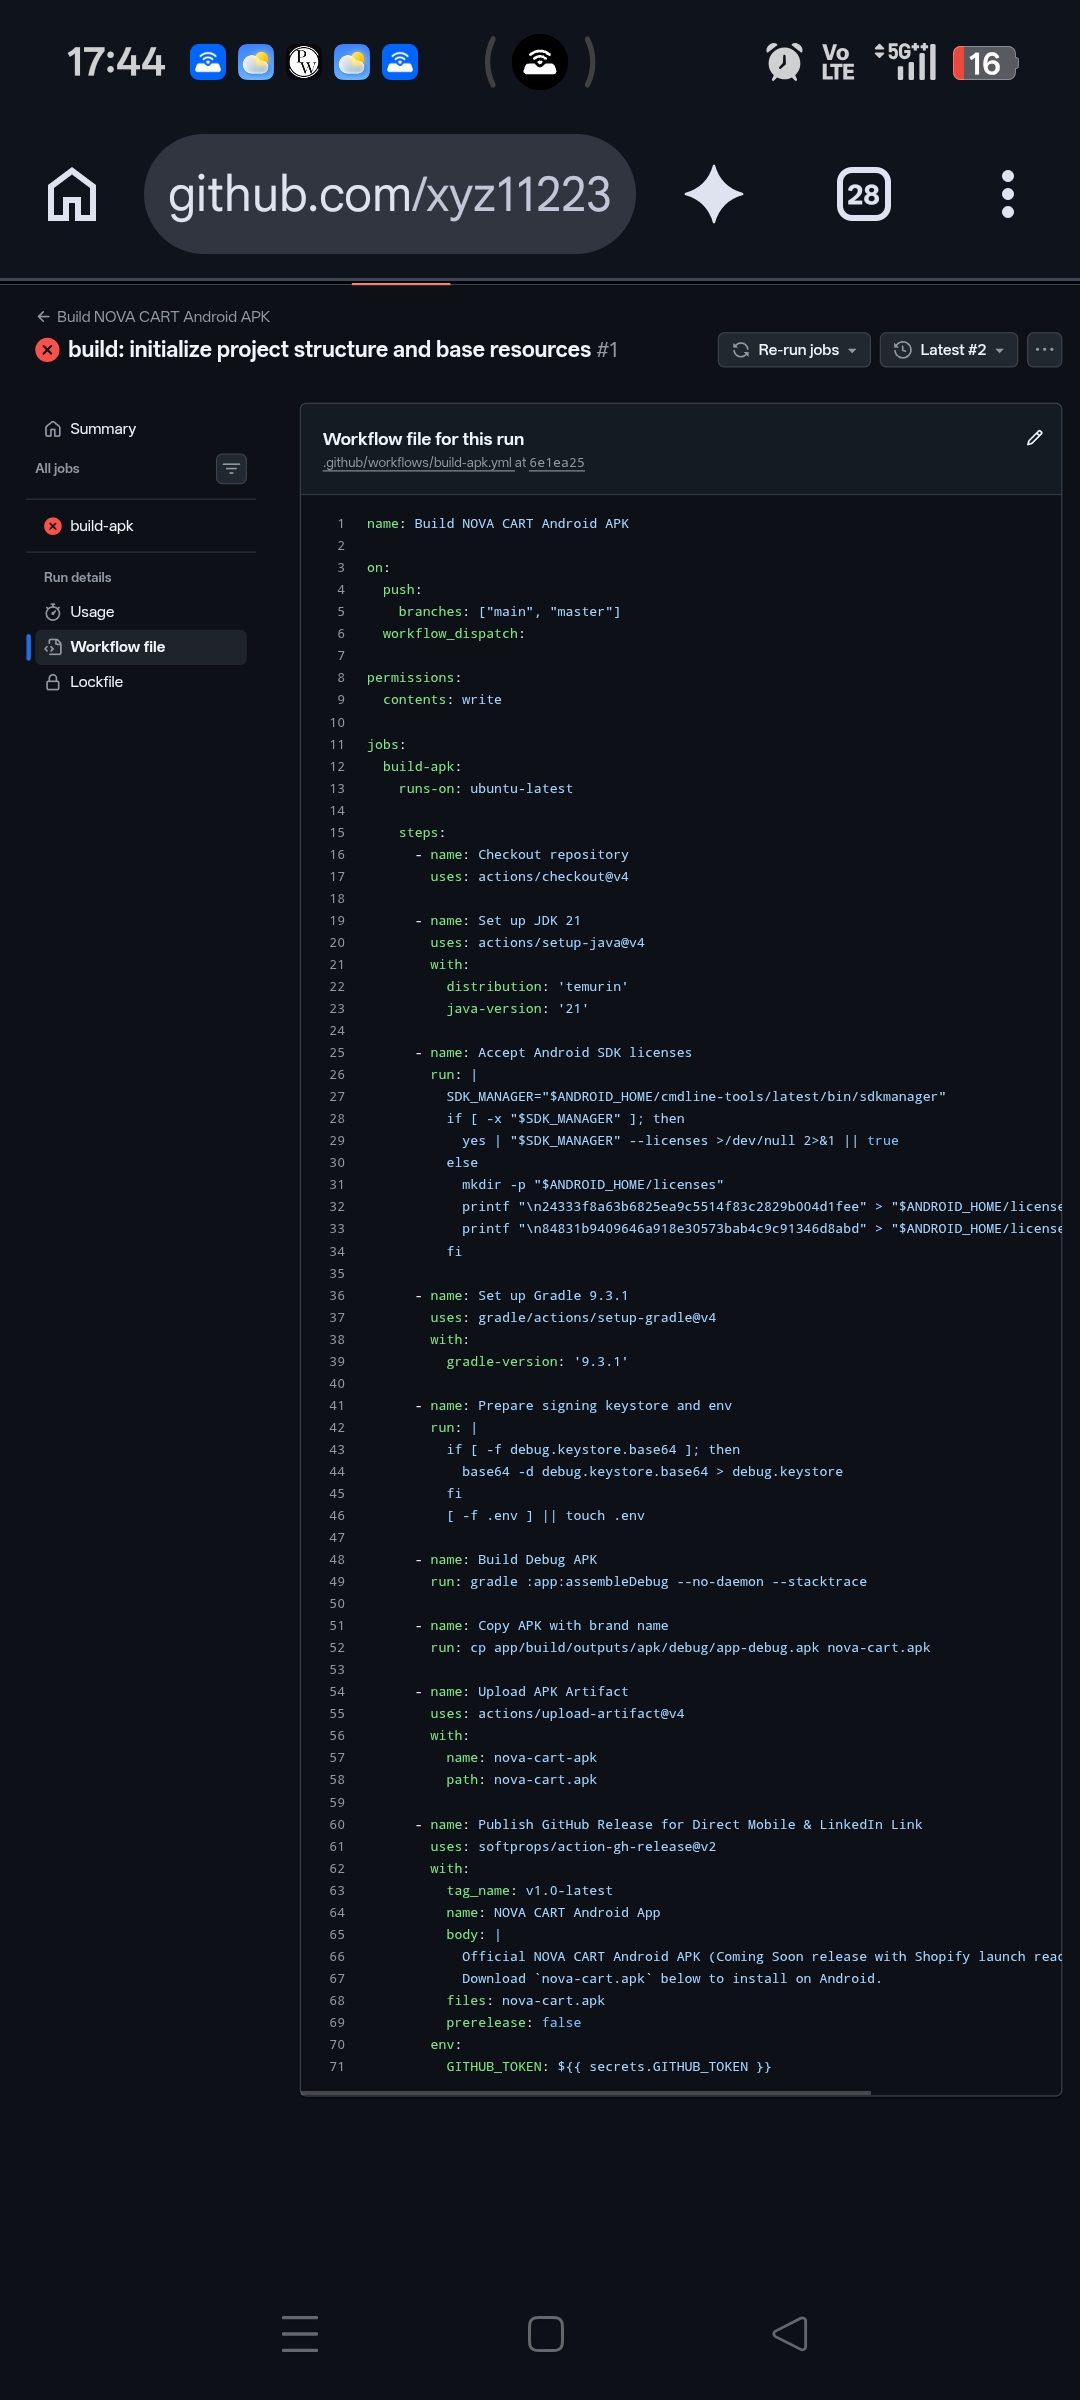 17:44
Vo LTE
5G++
16
github.com/xyz11223
28
Build NOVA CART Android APK
build: initialize project structure and base resources #1
Re-run jobs
Latest #2
Summary
All jobs
build-apk
Run details
Usage
Workflow file
Lockfile
Workflow file for this run
.github/workflows/build-apk.yml at 6e1ea25
1 name: Build NOVA CART Android APK
2
3 on:
4   push:
5     branches: ["main", "master"]
6   workflow_dispatch:
7
8 permissions:
9   contents: write
10
11 jobs:
12   build-apk:
13     runs-on: ubuntu-latest
14
15     steps:
16       - name: Checkout repository
17         uses: actions/checkout@v4
18
19       - name: Set up JDK 21
20         uses: actions/setup-java@v4
21         with:
22           distribution: 'temurin'
23           java-version: '21'
24
25       - name: Accept Android SDK licenses
26         run: |
27           SDK_MANAGER="$ANDROID_HOME/cmdline-tools/latest/bin/sdkmanager"
28           if [ -x "$SDK_MANAGER" ]; then
29             yes | "$SDK_MANAGER" --licenses >/dev/null 2>&1 || true
30           else
31             mkdir -p "$ANDROID_HOME/licenses"
32             printf "\n24333f8a63b6825ea9c5514f83c2829b004d1fee" > "$ANDROID_HOME/license
33             printf "\n84831b9409646a918e30573bab4c9c91346d8abd" > "$ANDROID_HOME/license
34           fi
35
36       - name: Set up Gradle 9.3.1
37         uses: gradle/actions/setup-gradle@v4
38         with:
39           gradle-version: '9.3.1'
40
41       - name: Prepare signing keystore and env
42         run: |
43           if [ -f debug.keystore.base64 ]; then
44             base64 -d debug.keystore.base64 > debug.keystore
45           fi
46           [ -f .env ] || touch .env
47
48       - name: Build Debug APK
49         run: gradle :app:assembleDebug --no-daemon --stacktrace
50
51       - name: Copy APK with brand name
52         run: cp app/build/outputs/apk/debug/app-debug.apk nova-cart.apk
53
54       - name: Upload APK Artifact
55         uses: actions/upload-artifact@v4
56         with:
57           name: nova-cart-apk
58           path: nova-cart.apk
59
60       - name: Publish GitHub Release for Direct Mobile & LinkedIn Link
61         uses: softprops/action-gh-release@v2
62         with:
63           tag_name: v1.0-latest
64           name: NOVA CART Android App
65           body: |
66             Official NOVA CART Android APK (Coming Soon release with Shopify launch reac
67             Download `nova-cart.apk` below to install on Android.
68           files: nova-cart.apk
69           prerelease: false
70         env:
71           GITHUB_TOKEN: ${{ secrets.GITHUB_TOKEN }}